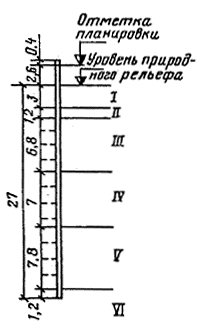 Отметка
планировки
Уровень природ-
ного рельефа
0.4
2,6
3
1,2
6,8
7
7,8
1,2
27
I
II
III
IV
V
VI